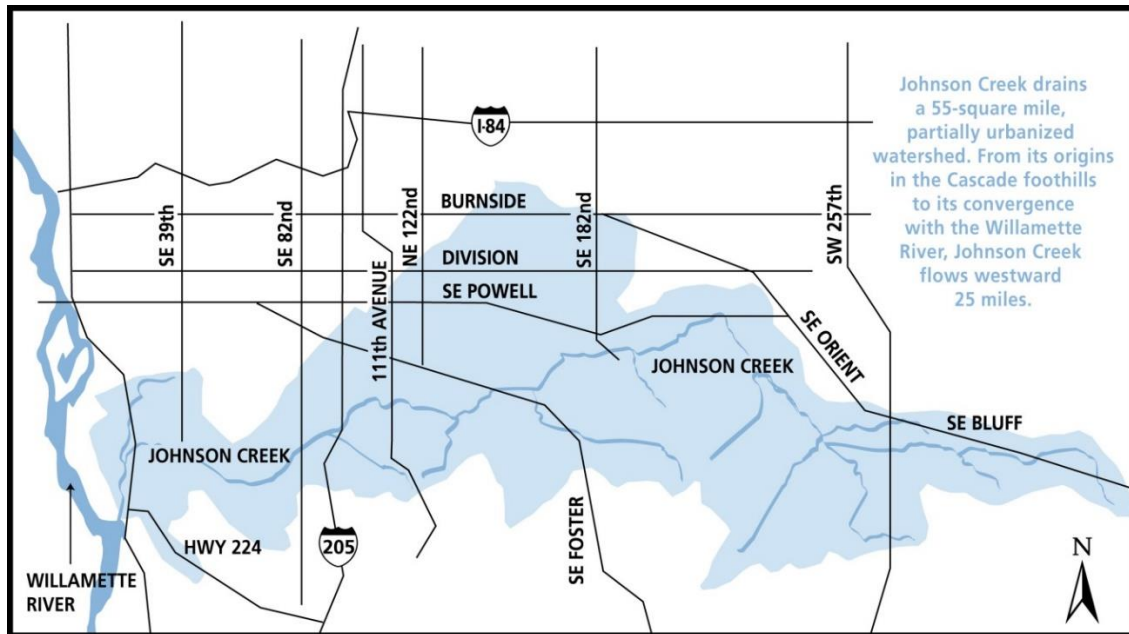 Johnson Creek drains
a 55-square mile,
partially urbanized
watershed. From its origins
in the Cascade foothills
to its convergence
with the Willamette
River, Johnson Creek
flows westward
25 miles.
I-84
BURNSIDE
DIVISION
SE POWELL
SE 39th
SE 82nd
111th AVENUE
NE 122nd
SE 182nd
SW 257th
SE ORIENT
JOHNSON CREEK
SE BLUFF
JOHNSON CREEK
HWY 224
205
SE FOSTER
WILLAMETTE
RIVER
N